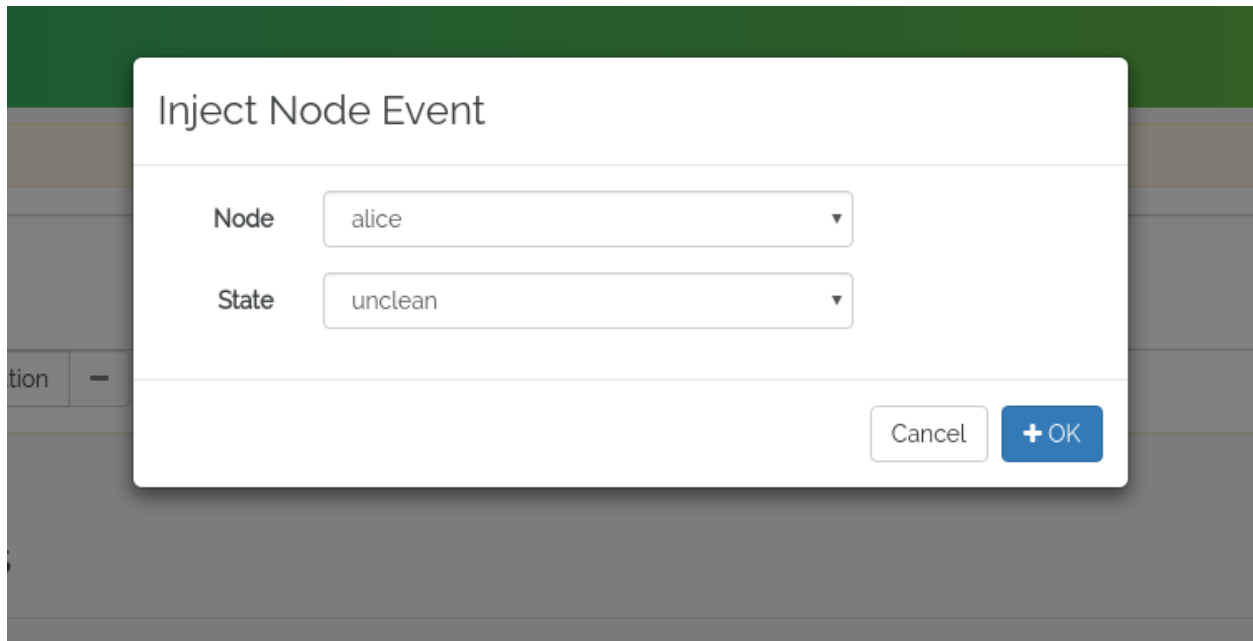 Inject Node Event
Node
alice
State
unclean
tion
Cancel
OK
s